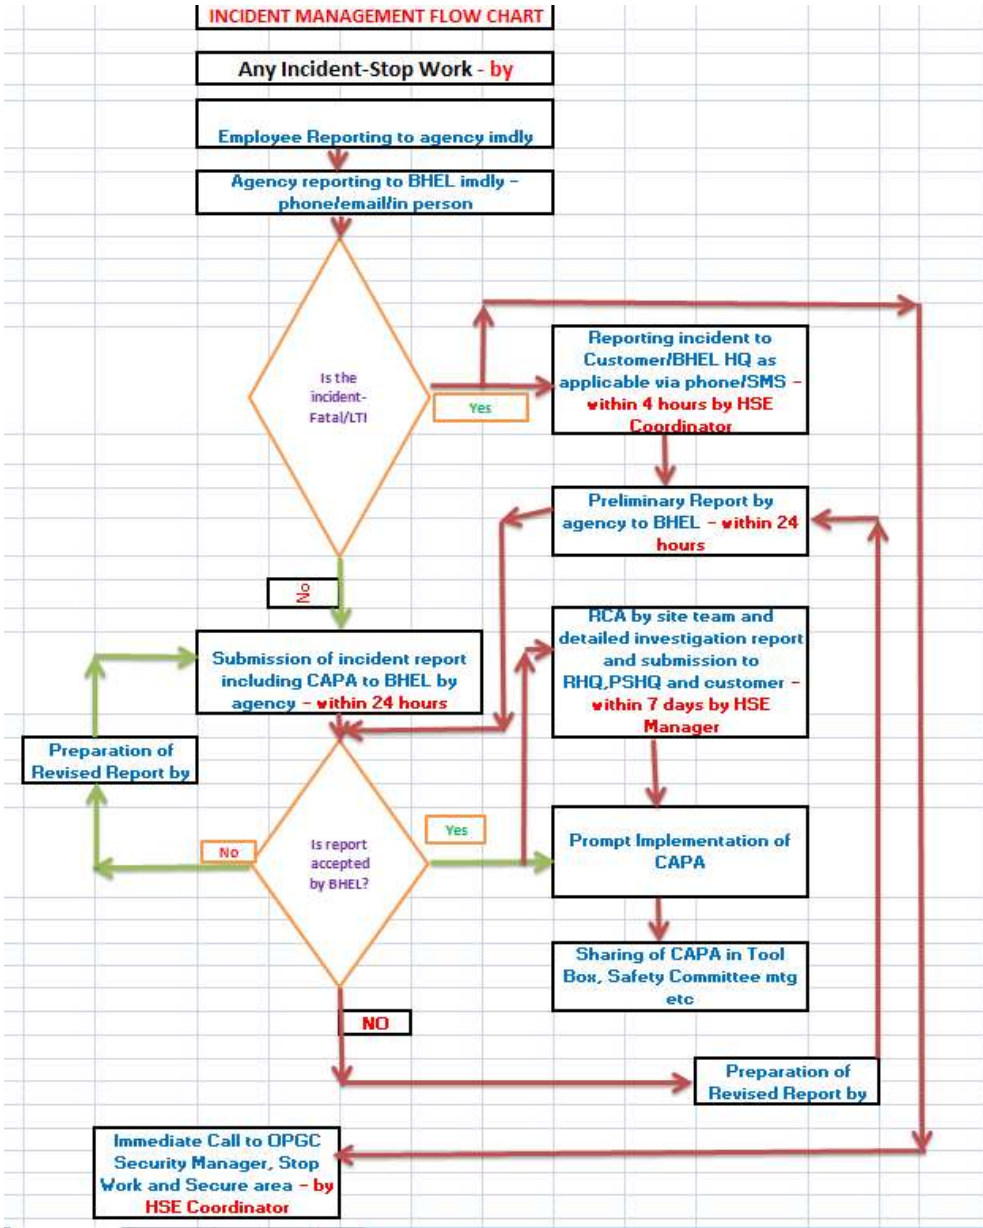 INCIDENT MANAGEMENT FLOW CHART
Any Incident-Stop Work - by
Employee Reporting to agency imdly
Agency reporting to BHEL imdly –
phone/email/in person
Is the
incident-
Fatal/LTI
Yes
Reporting incident to
Customer/BHEL HQ as
applicable via phone/SMS –
within 4 hours by HSE
Coordinator
Preliminary Report by
agency to BHEL – within 24
hours
No
Submission of incident report
including CAPA to BHEL by
agency – within 24 hours
RCA by site team and
detailed investigation report
and submission to
RHQ,PSHQ and customer –
within 7 days by HSE
Manager
Preparation of
Revised Report by
No
Is report
accepted
by BHEL?
Yes
Prompt Implementation of
CAPA
Sharing of CAPA in Tool
Box, Safety Committee mtg
etc
NO
Preparation of
Revised Report by
Immediate Call to OPGC
Security Manager, Stop
Work and Secure area – by
HSE Coordinator